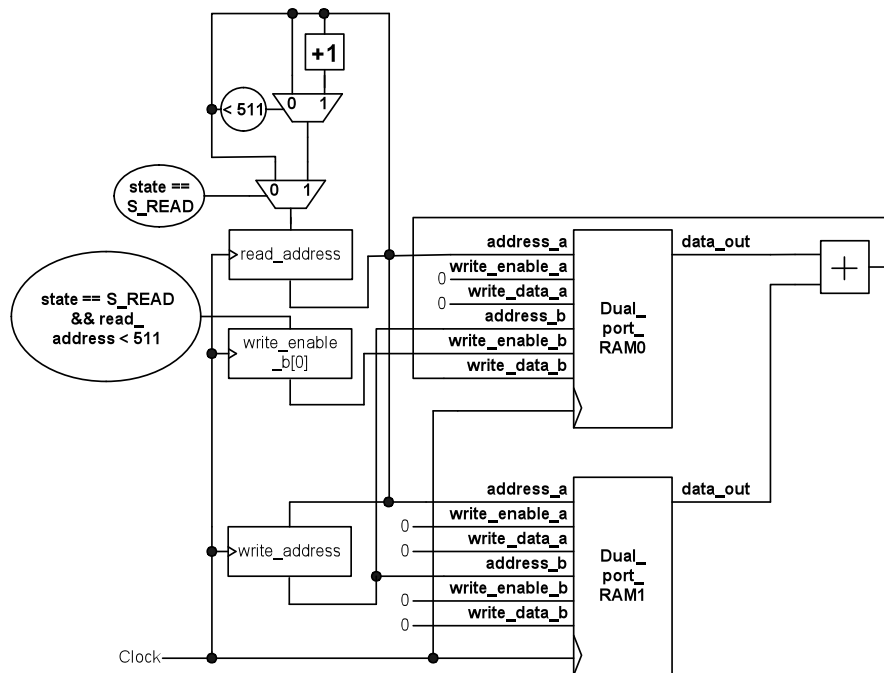 +1
0 1
< 511
state ==
S_READ
0 1
read_address
state == S_READ
&& read_
address < 511
write_enable
_b[0]
address_a
write_enable_a
0
write_data_a
0
address_b
write_enable_b
write_data_b
Dual_
port_
RAM0
data_out
+
write_address
address_a
write_enable_a
0
write_data_a
0
address_b
write_enable_b
0
write_data_b
0
Dual_
port_
RAM1
data_out
Clock